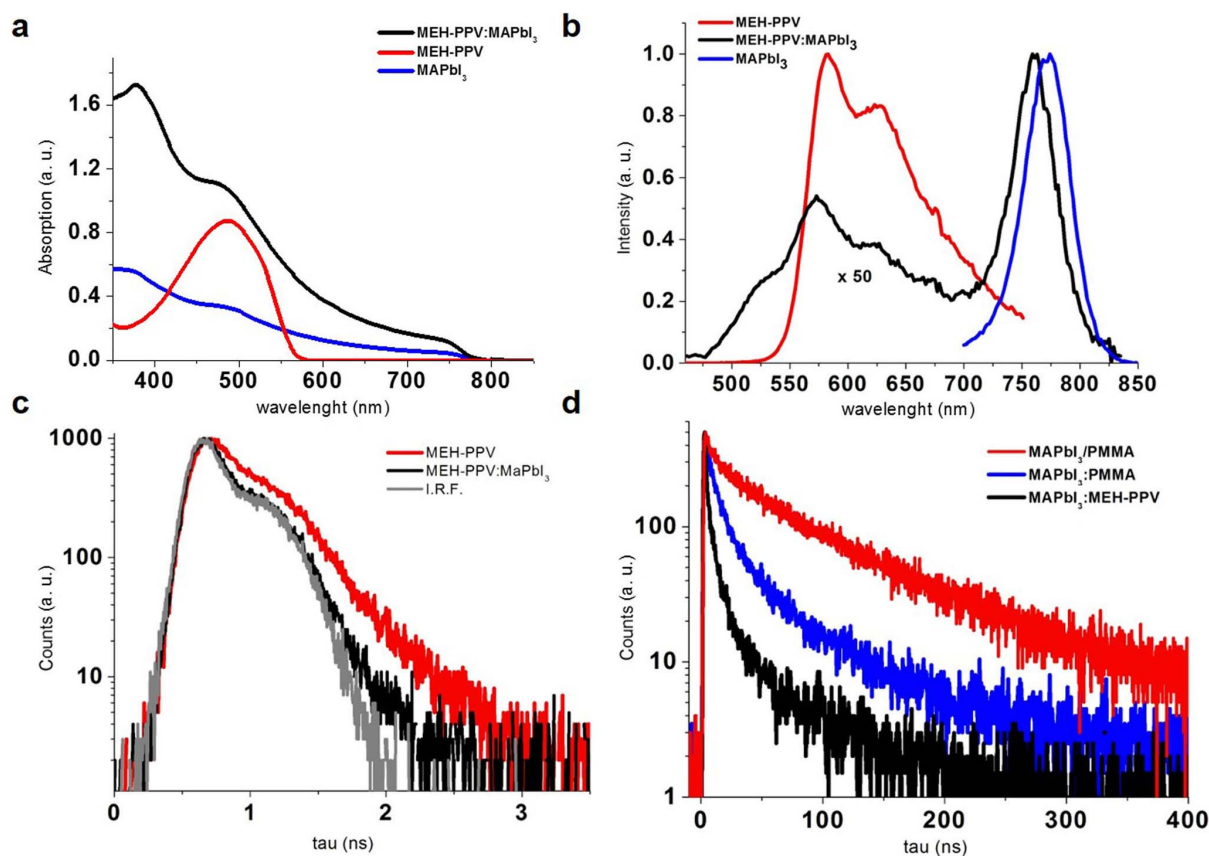 a
MEH-PPV:MAPbI₃
MEH-PPV
MAPbI₃
Absorption (a. u.)
1.6
1.2
0.8
0.4
0.0
400 500 600 700 800
wavelenght (nm)
b
MEH-PPV
MEH-PPV:MAPbI₃
MAPbI₃
Intensity (a. u.)
1.0
0.8
0.6
0.4
0.2
0.0
x 50
500 550 600 650 700 750 800 850
wavelenght (nm)
c
MEH-PPV
MEH-PPV:MaPbI₃
I.R.F.
Counts (a. u.)
1000
100
10
0 1 2 3
tau (ns)
d
MAPbI₃/PMMA
MAPbI₃:PMMA
MAPbI₃:MEH-PPV
Counts (a. u.)
100
10
1
0 100 200 300 400
tau (ns)